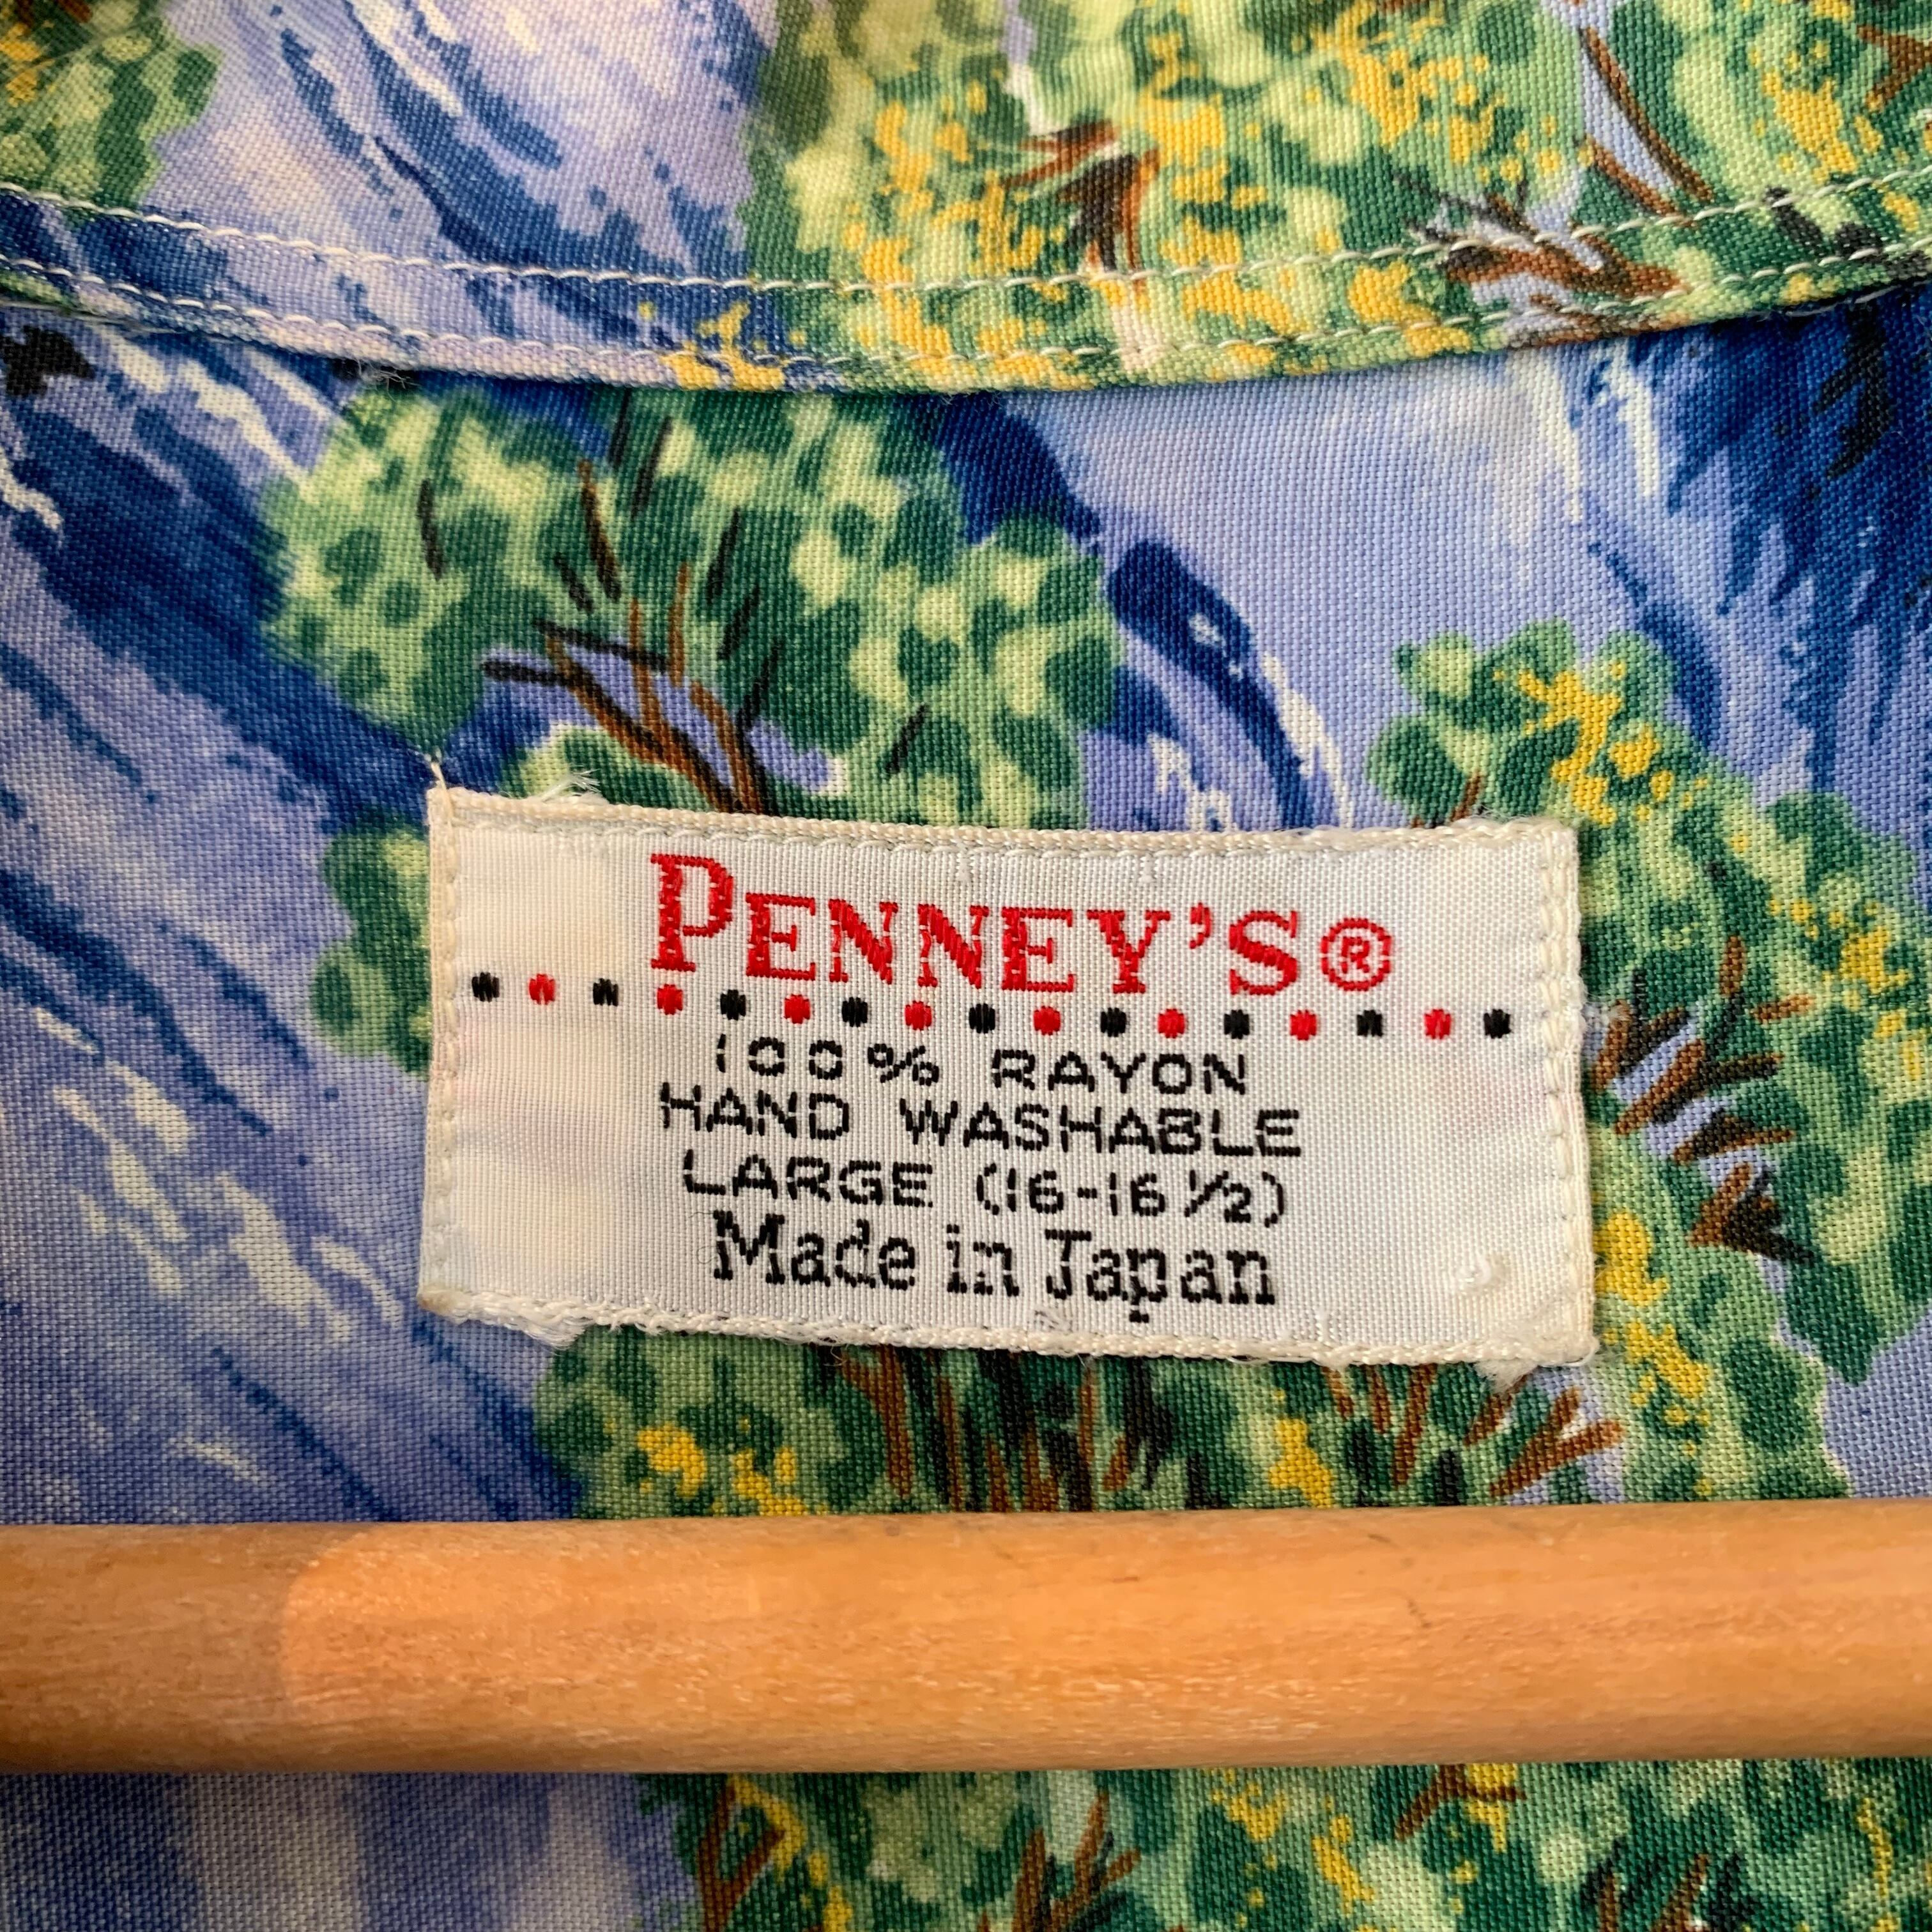 PENNEY'S®
100% RAYON
HAND WASHABLE
LARGE (16-16½)
Made in Japan